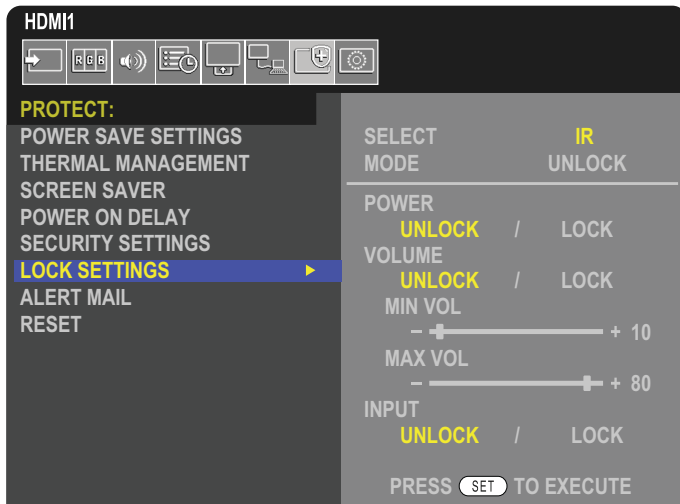 HDMI1
R G B
PROTECT:
POWER SAVE SETTINGS
THERMAL MANAGEMENT
SCREEN SAVER
POWER ON DELAY
SECURITY SETTINGS
LOCK SETTINGS
ALERT MAIL
RESET
SELECT IR
MODE UNLOCK
POWER
UNLOCK / LOCK
VOLUME
UNLOCK / LOCK
MIN VOL
− + 10
MAX VOL
− + 80
INPUT
UNLOCK / LOCK
PRESS SET TO EXECUTE